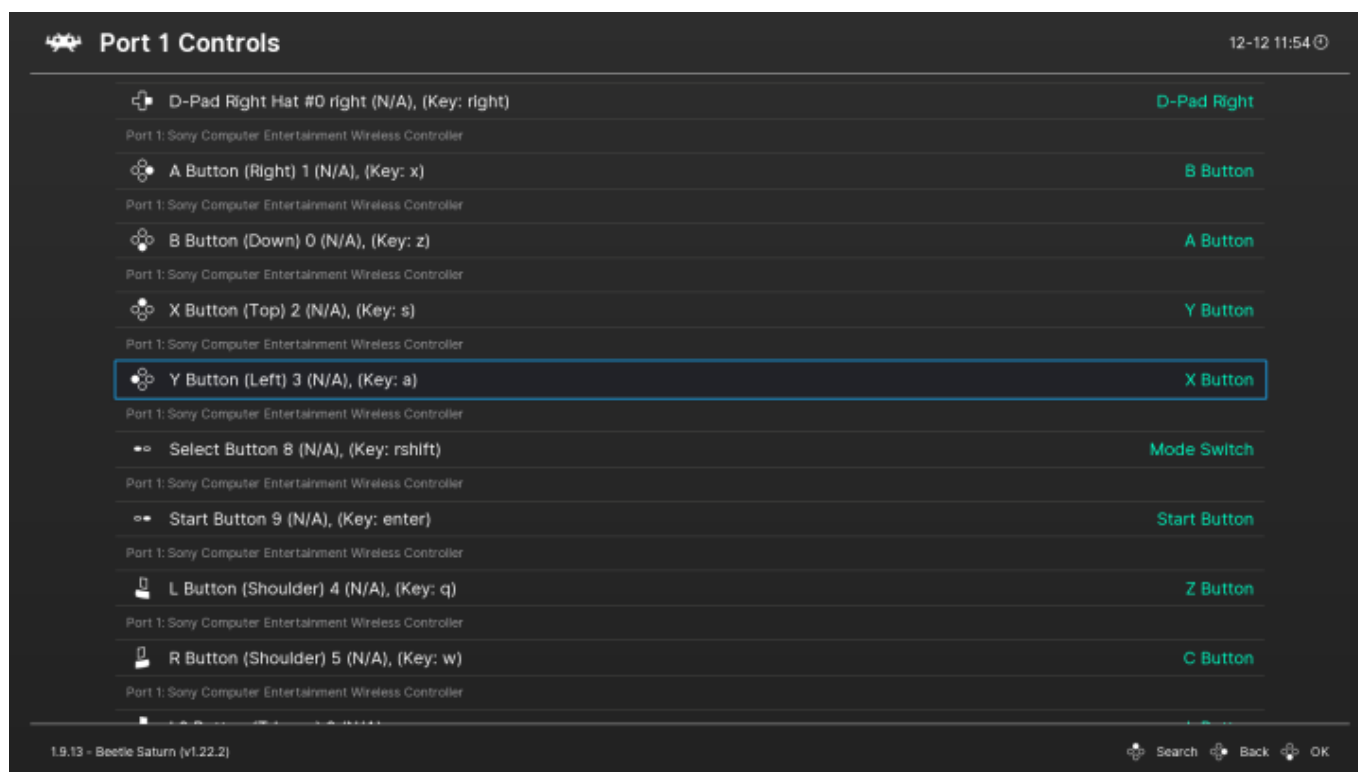 Port 1 Controls
12-12 11:54
D-Pad Right Hat #0 right (N/A), (Key: right) D-Pad Right
Port 1: Sony Computer Entertainment Wireless Controller
A Button (Right) 1 (N/A), (Key: x) B Button
Port 1: Sony Computer Entertainment Wireless Controller
B Button (Down) 0 (N/A), (Key: z) A Button
Port 1: Sony Computer Entertainment Wireless Controller
X Button (Top) 2 (N/A), (Key: s) Y Button
Port 1: Sony Computer Entertainment Wireless Controller
Y Button (Left) 3 (N/A), (Key: a) X Button
Port 1: Sony Computer Entertainment Wireless Controller
Select Button 8 (N/A), (Key: rshift) Mode Switch
Port 1: Sony Computer Entertainment Wireless Controller
Start Button 9 (N/A), (Key: enter) Start Button
Port 1: Sony Computer Entertainment Wireless Controller
L Button (Shoulder) 4 (N/A), (Key: q) Z Button
Port 1: Sony Computer Entertainment Wireless Controller
R Button (Shoulder) 5 (N/A), (Key: w) C Button
Port 1: Sony Computer Entertainment Wireless Controller
1.9.13 - Beetle Saturn (v1.22.2) Search Back OK